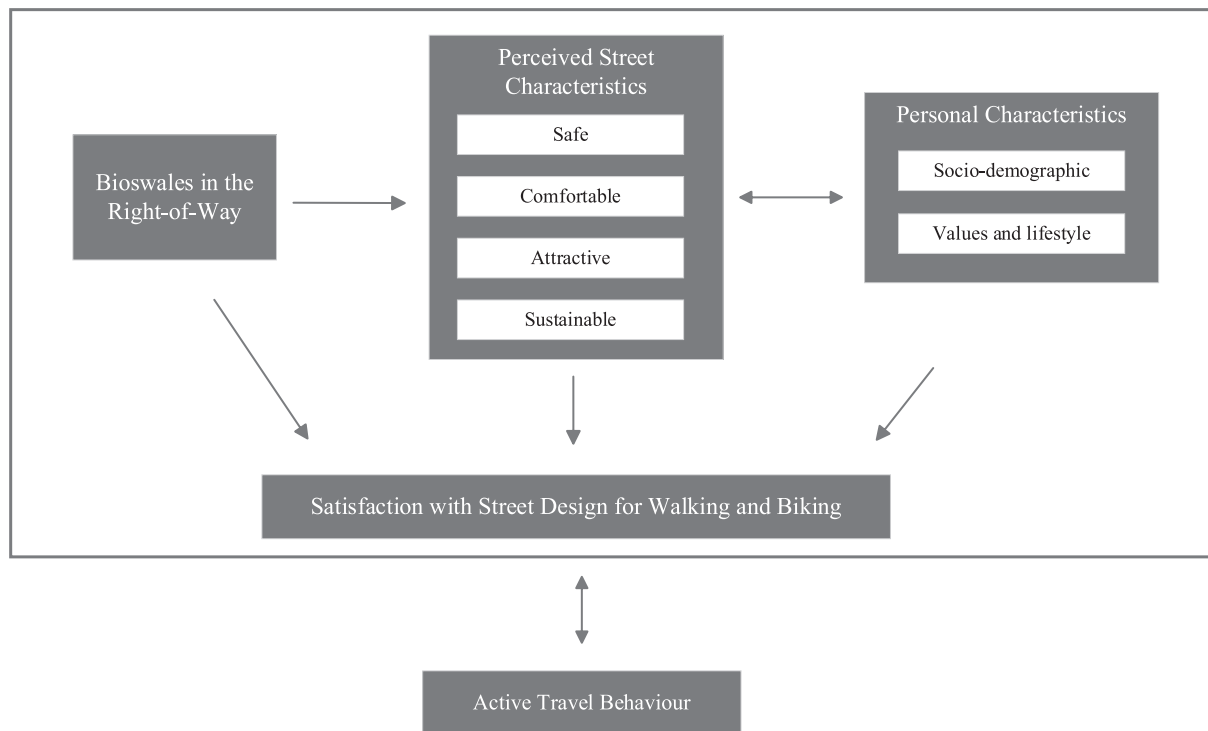 Perceived Street
Characteristics
Safe
Comfortable
Attractive
Sustainable
Bioswales in the
Right-of-Way
Personal Characteristics
Socio-demographic
Values and lifestyle
Satisfaction with Street Design for Walking and Biking
Active Travel Behaviour